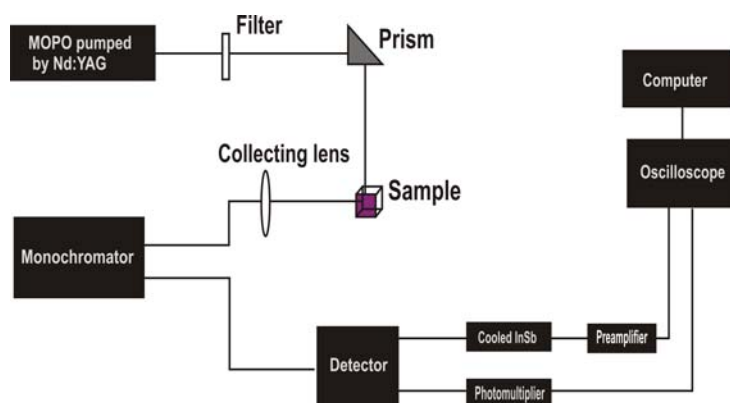 MOPO pumped
by Nd:YAG
Filter
Prism
Computer
Collecting lens
Oscilloscope
Sample
Monochromator
Cooled InSb
Preamplifier
Detector
Photomultiplier